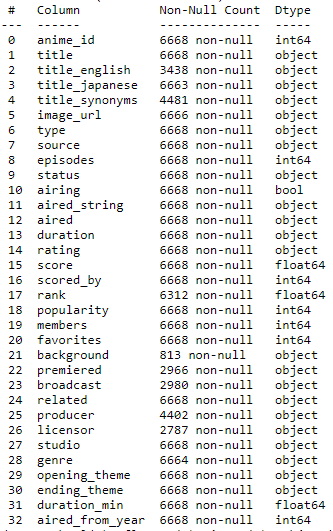 #   Column   Non-Null Count  Dtype
---  ------   --------------  -----
0   anime_id   6668 non-null   int64
1   title   6668 non-null   object
2   title_english   3438 non-null   object
3   title_japanese   6663 non-null   object
4   title_synonyms   4481 non-null   object
5   image_url   6666 non-null   object
6   type   6668 non-null   object
7   source   6668 non-null   object
8   episodes   6668 non-null   int64
9   status   6668 non-null   object
10  airing   6668 non-null   bool
11  aired_string   6668 non-null   object
12  aired   6668 non-null   object
13  duration   6668 non-null   object
14  rating   6668 non-null   object
15  score   6668 non-null   float64
16  scored_by   6668 non-null   int64
17  rank   6312 non-null   float64
18  popularity   6668 non-null   int64
19  members   6668 non-null   int64
20  favorites   6668 non-null   int64
21  background   813 non-null   object
22  premiered   2966 non-null   object
23  broadcast   2980 non-null   object
24  related   6668 non-null   object
25  producer   4402 non-null   object
26  licensor   2787 non-null   object
27  studio   6668 non-null   object
28  genre   6664 non-null   object
29  opening_theme   6668 non-null   object
30  ending_theme   6668 non-null   object
31  duration_min   6668 non-null   float64
32  aired_from_year   6668 non-null   int64